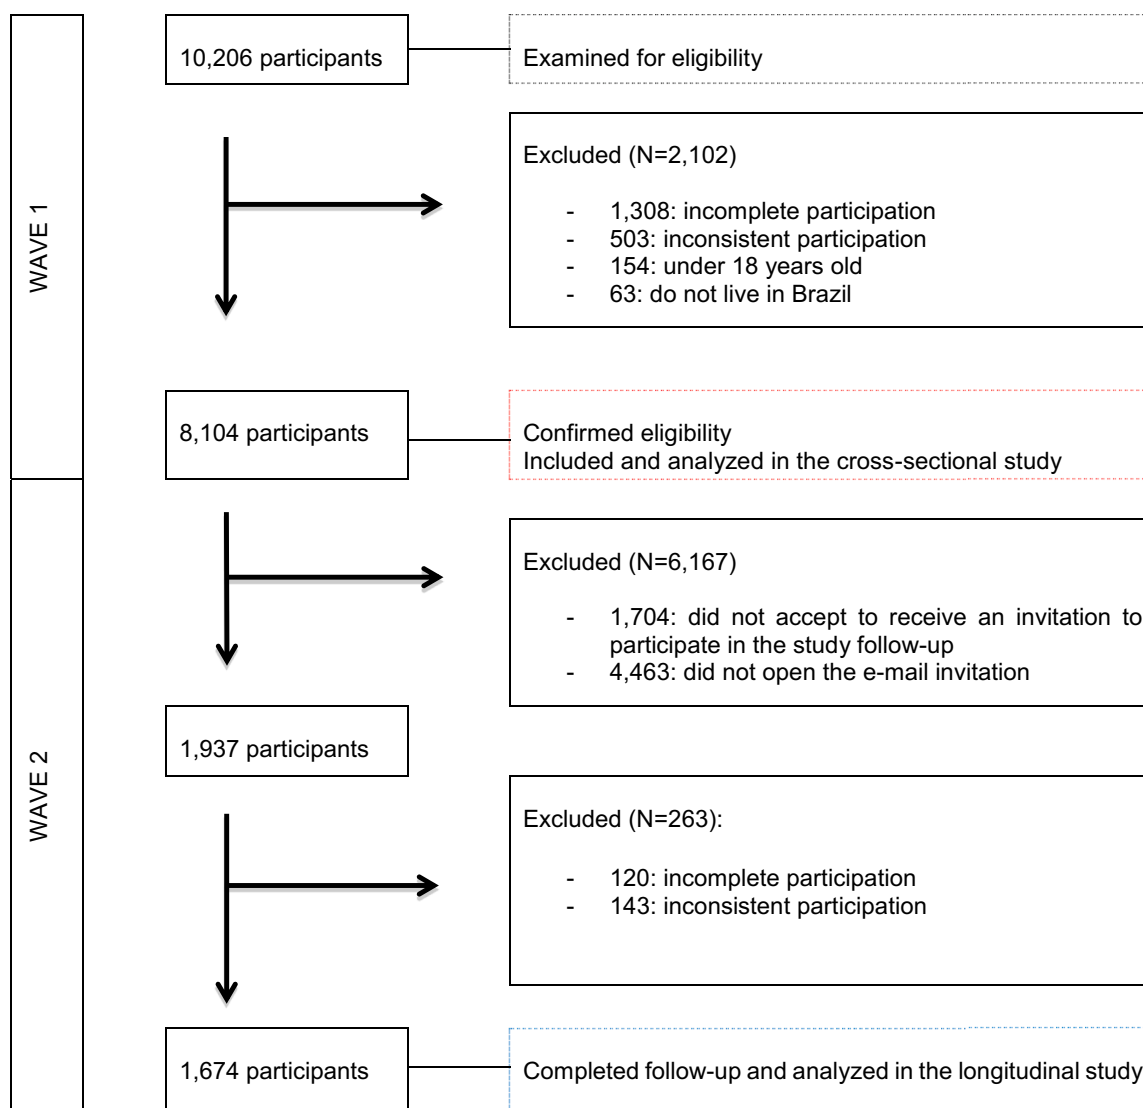 WAVE 1
10,206 participants
Examined for eligibility
Excluded (N=2,102)
- 1,308: incomplete participation
- 503: inconsistent participation
- 154: under 18 years old
- 63: do not live in Brazil
8,104 participants
Confirmed eligibility
Included and analyzed in the cross-sectional study
WAVE 2
Excluded (N=6,167)
- 1,704: did not accept to receive an invitation to
participate in the study follow-up
- 4,463: did not open the e-mail invitation
1,937 participants
Excluded (N=263):
- 120: incomplete participation
- 143: inconsistent participation
1,674 participants
Completed follow-up and analyzed in the longitudinal study